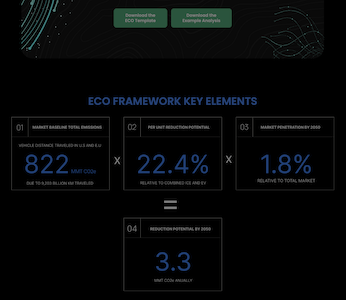 Download the
ECO Template
Download the
Example Analysis
ECO FRAMEWORK KEY ELEMENTS
01 MARKET BASELINE TOTAL EMISSIONS
VEHICLE DISTANCE TRAVELED IN U.S AND E.U
822 MMT CO2e
DUE TO 9,053 BILLION KM TRAVELED
X
02 PER UNIT REDUCTION POTENTIAL
22.4%
RELATIVE TO COMBINED ICE AND EV
X
03 MARKET PENETRATION BY 2030
1.8%
RELATIVE TO TOTAL MARKET
=
04 REDUCTION POTENTIAL BY 2030
3.3
MMT CO2e ANUALLY